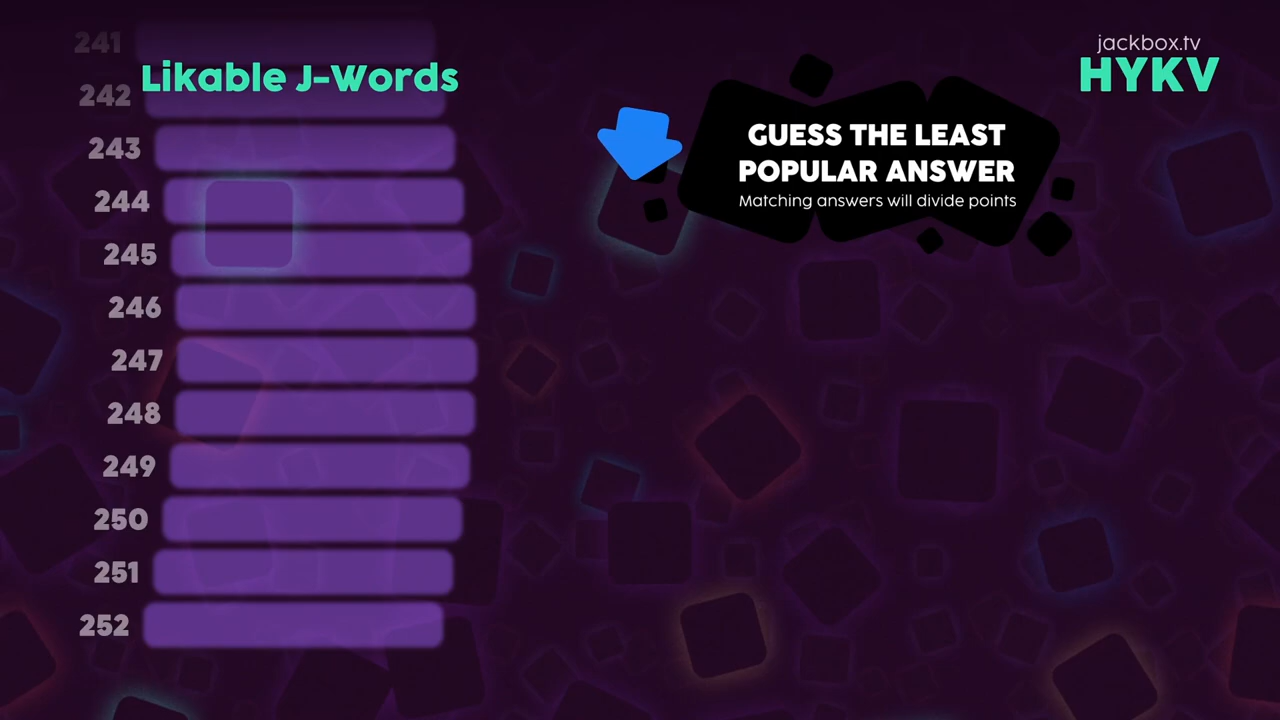 241
Likable J-Words
242
243
244
245
246
247
248
249
250
251
252
GUESS THE LEAST
POPULAR ANSWER
Matching answers will divide points
jackbox.tv
HYKV